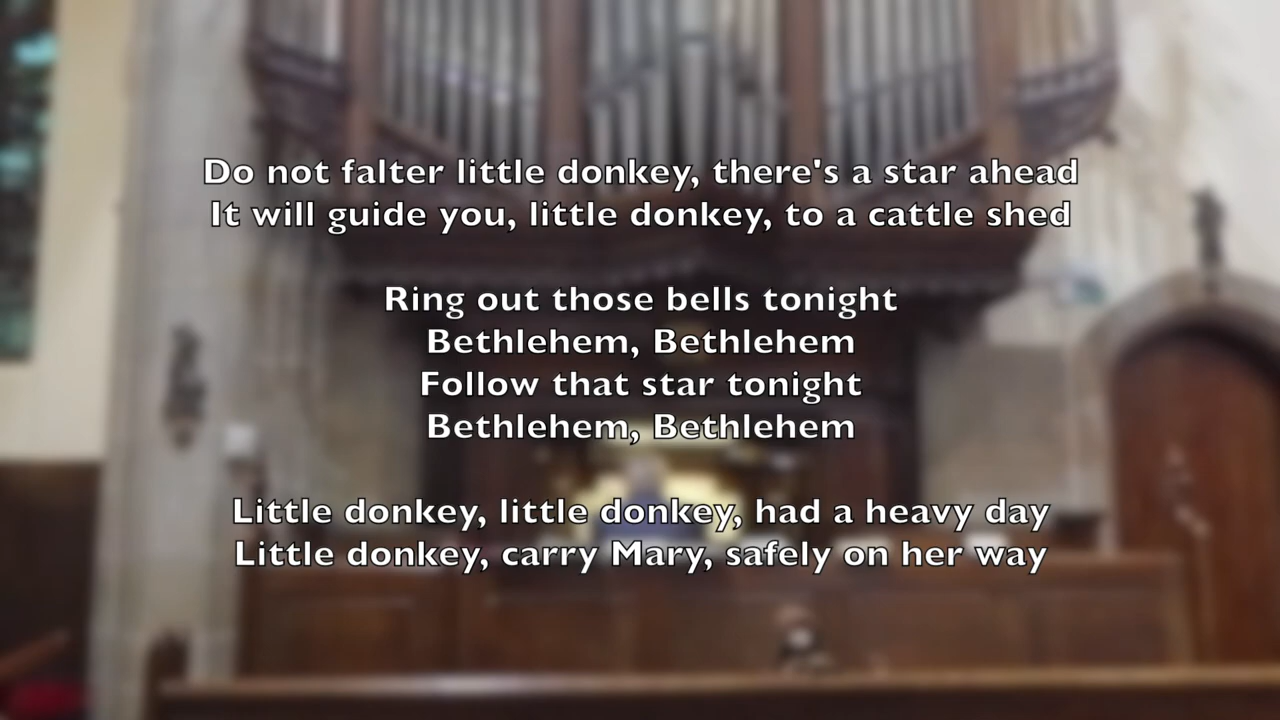 Do not falter little donkey, there's a star ahead
It will guide you, little donkey, to a cattle shed
Ring out those bells tonight
Bethlehem, Bethlehem
Follow that star tonight
Bethlehem, Bethlehem
Little donkey, little donkey, had a heavy day
Little donkey, carry Mary, safely on her way